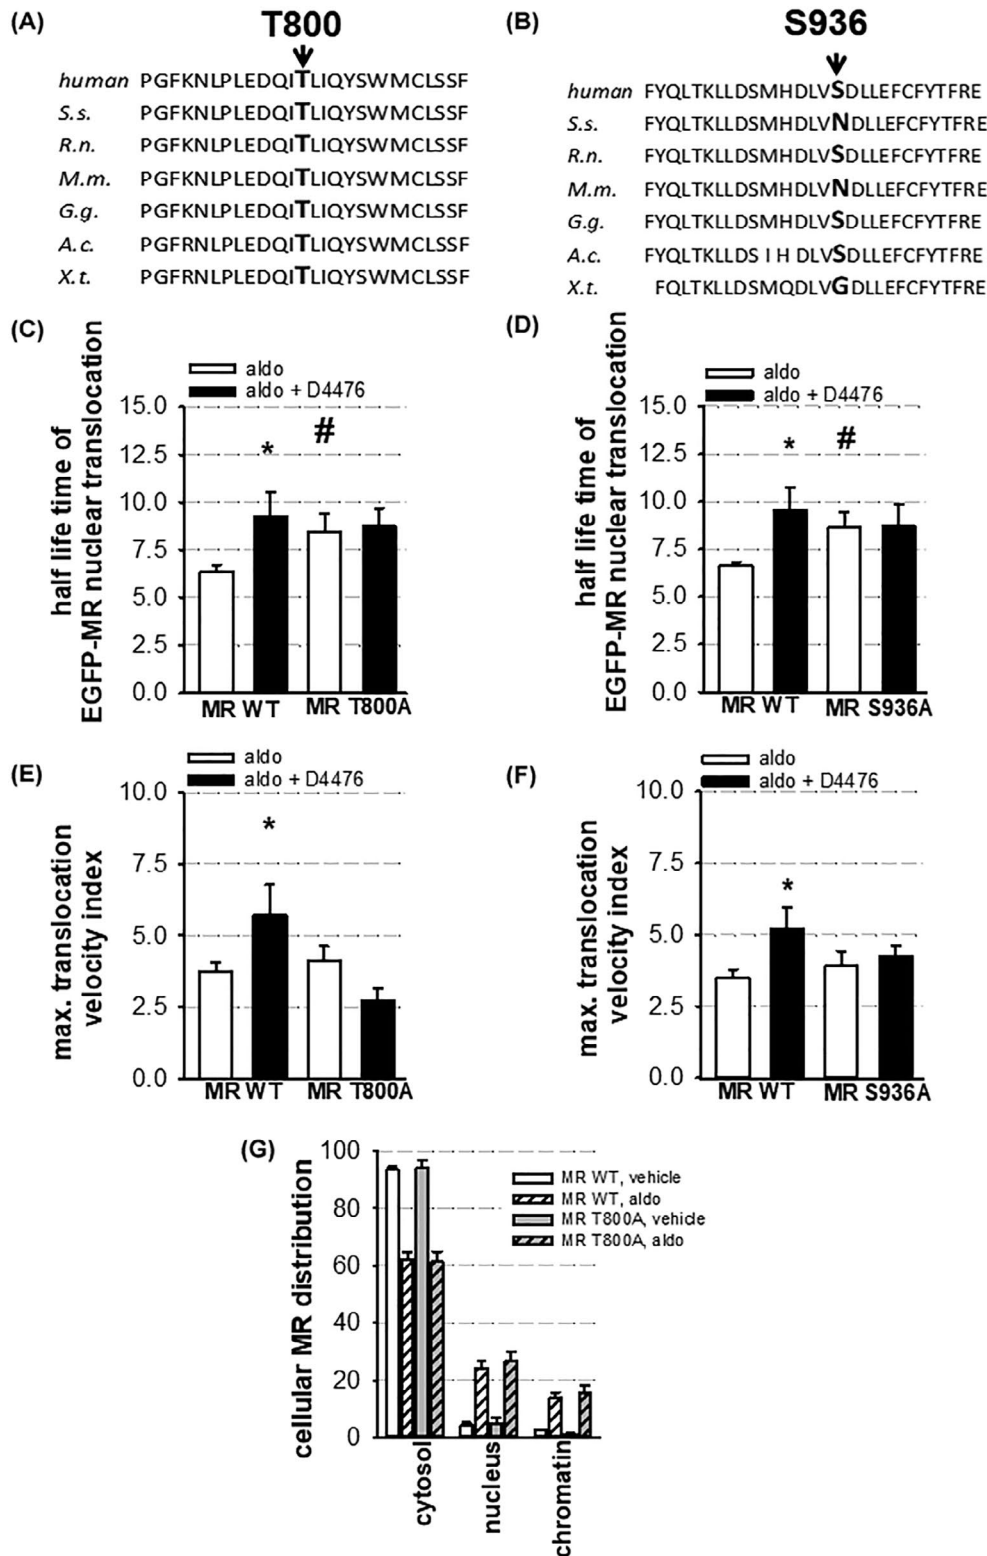 (A) T800
human PGFKNLPLEDQITLIQYSWMCLSSF
S.s. PGFKNLPLEDQITLIQYSWMCLSSF
R.n. PGFKNLPLEDQITLIQYSWMCLSSF
M.m. PGFKNLPLEDQITLIQYSWMCLSSF
G.g. PGFKNLPLEDQITLIQYSWMCLSSF
A.c. PGFRNLPLEDQITLIQYSWMCLSSF
X.t. PGFRNLPLEDQITLIQYSWMCLSSF
(B) S936
human FYQLTKLLDSMHDLVSDLLEFCFYTFRE
S.s. FYQLTKLLDSMHDLVNDLLEFCFYTFRE
R.n. FYQLTKLLDSMHDLVSDLLEFCFYTFRE
M.m. FYQLTKLLDSMHDLVNDLLEFCFYTFRE
G.g. FYQLTKLLDSMHDLVSDLLEFCFYTFRE
A.c. FYQLTKLLDS I H DLVSDLLEFCFYTFRE
X.t. FQLTKLLDSMQDLVGDLLEFCFYTFRE
(C)
aldo
aldo + D4476
half life time of
EGFP-MR nuclear translocation
15.0
12.5
10.0
7.5
5.0
2.5
0.0
* #
MR WT MR T800A
(D)
aldo
aldo + D4476
half life time of
EGFP-MR nuclear translocation
15.0
12.5
10.0
7.5
5.0
2.5
0.0
* #
MR WT MR S936A
(E)
aldo
aldo + D4476
max. translocation
velocity index
10.0
7.5
5.0
2.5
0.0
*
MR WT MR T800A
(F)
aldo
aldo + D4476
max. translocation
velocity index
10.0
7.5
5.0
2.5
0.0
*
MR WT MR S936A
(G)
cellular MR distribution
100
80
60
40
20
0
MR WT, vehicle
MR WT, aldo
MR T800A, vehicle
MR T800A, aldo
cytosol
nucleus
chromatin